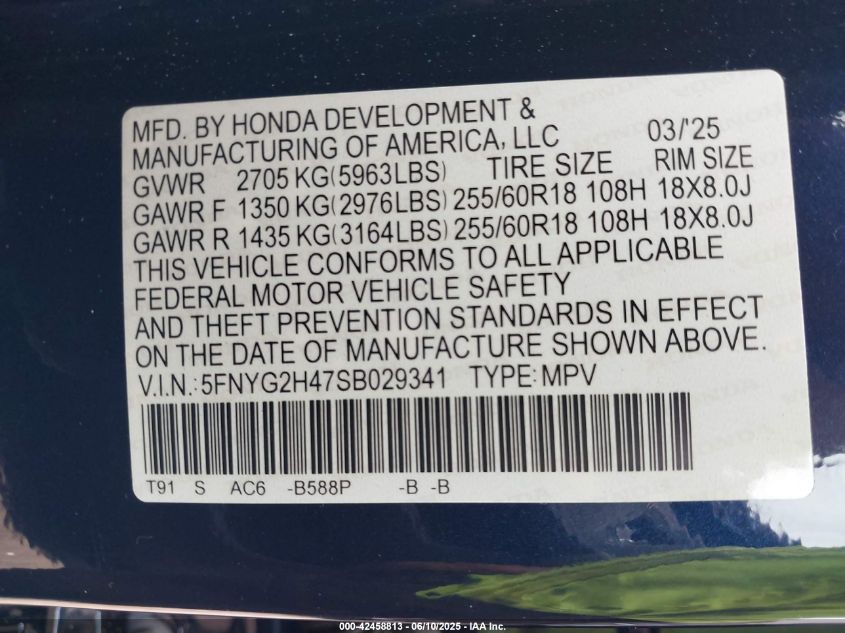 MFD. BY HONDA DEVELOPMENT &
MANUFACTURING OF AMERICA, LLC 03/'25
GVWR 2705 KG(5963LBS) TIRE SIZE RIM SIZE
GAWR F 1350 KG(2976LBS) 255/60R18 108H 18X8.0J
GAWR R 1435 KG(3164LBS) 255/60R18 108H 18X8.0J
THIS VEHICLE CONFORMS TO ALL APPLICABLE
FEDERAL MOTOR VEHICLE SAFETY
AND THEFT PREVENTION STANDARDS IN EFFECT
ON THE DATE OF MANUFACTURE SHOWN ABOVE.
V.I.N.:5FNYG2H47SB029341 TYPE:MPV
T91 S AC6 -B588P -B -B
000-42458813 - 06/10/2025 - IAA Inc.